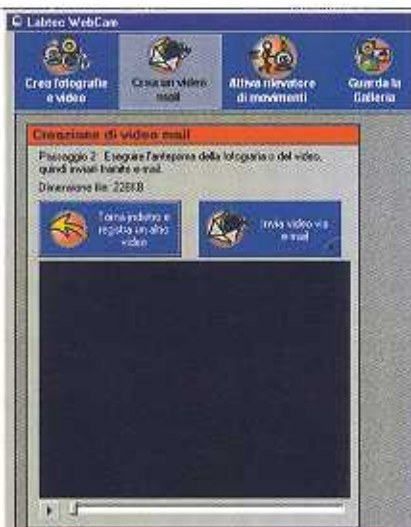 Labtec WebCam
Crea fotografie
e video
Crea un video
mail
Attiva rilevatore
di movimenti
Guarda la
Galleria
Creazione di video mail
Passaggio 2: Eseguire l'anteprima della fotografia o del video,
quindi inviarli tramite e-mail.
Dimensione file: 228KB
Torna indietro e
registra un altro
video
Invia video via
e-mail